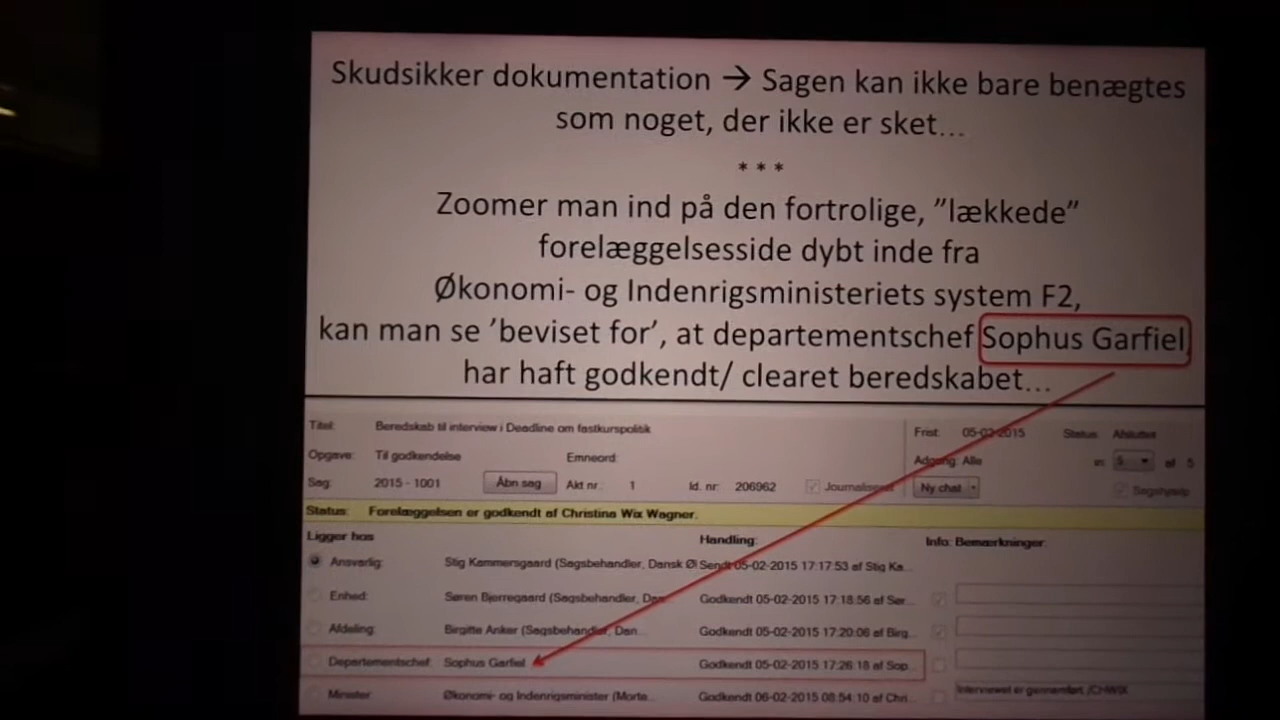 Skudsikker dokumentation → Sagen kan ikke bare benægtes
som noget, der ikke er sket...
* * *
Zoomer man ind på den fortrolige, ”lækkede”
forelæggelsesside dybt inde fra
Økonomi- og Indenrigsministeriets system F2,
kan man se ’beviset for’, at departementschef Sophus Garfiel,
har haft godkendt/ clearet beredskabet...
Titel: Beredskab til interview i Deadline om fastkurspolitik Frist: 05-02-2015 Status: Afsluttet
Opgave: Til godkendelse Emneord: Adgang: Alle 5 af 5
Sag: 2015 - 1001 Åbn sag Akt nr.: 1 Id. nr: 206962 Journaliseret Ny chat Sagshjælp
Status: Forelæggelsen er godkendt af Christina Wix Wagner.
Ligger hos Handling: Info: Bemærkninger:
Ansvarlig: Stig Kammersgaard (Sagsbehandler, Dansk Øl Sendt 05-02-2015 17:17:53 af Stig Ka...
Enhed: Søren Bjerregaard (Sagsbehandler, Dan... Godkendt 05-02-2015 17:18:56 af Sør...
Afdeling: Birgitte Anker (Sagsbehandler, Dan... Godkendt 05-02-2015 17:20:06 af Birg...
Departementschef: Sophus Garfiel Godkendt 05-02-2015 17:26:18 af Sop...
Minister: Økonomi- og Indenrigsminister (Morte... Godkendt 06-02-2015 08:54:10 af Chri... Interviewet er gennemført. /CHWIX